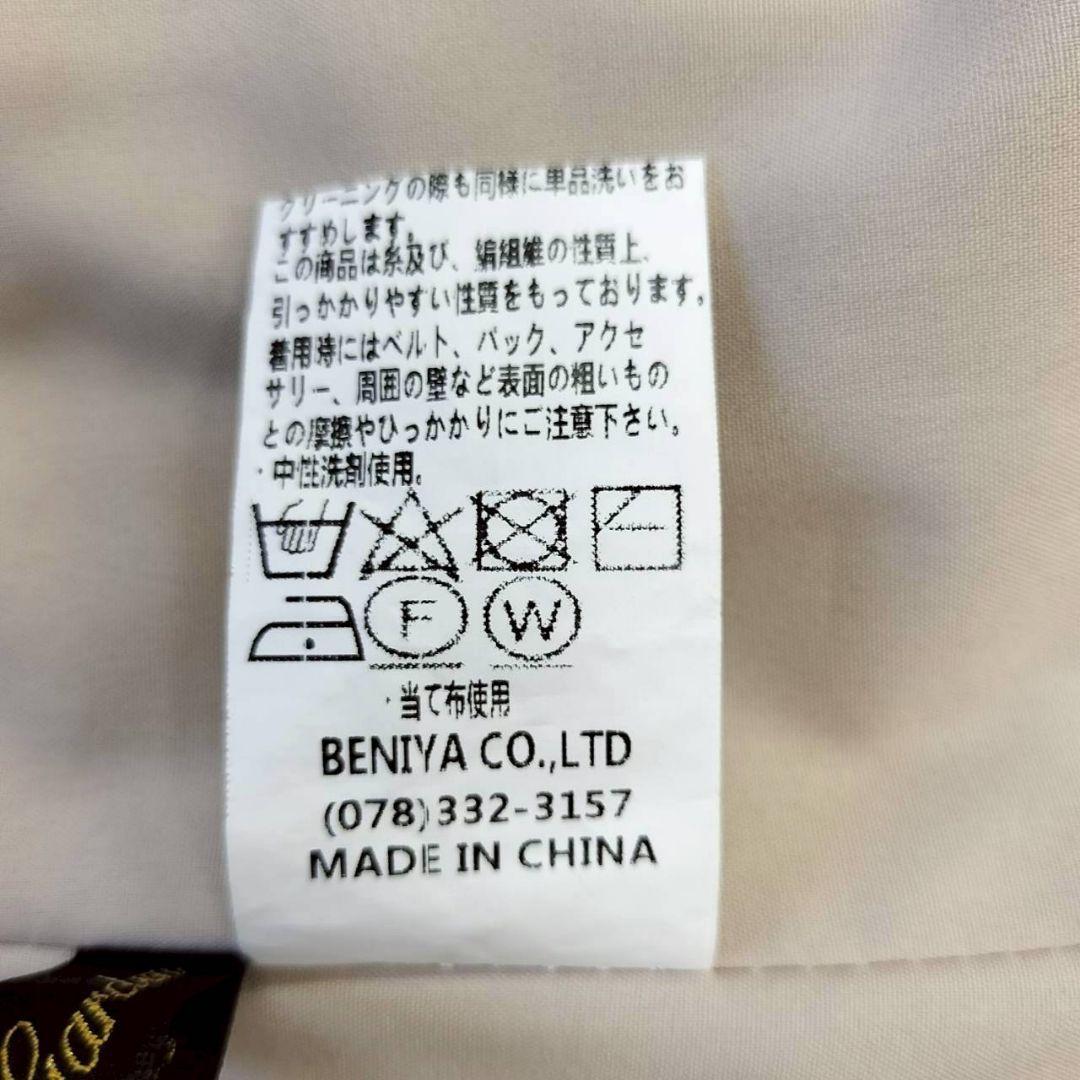 クリーニングの際も同様に単品洗いをお
すすめします。
この商品は糸及び、編組織の性質上、
引っかかりやすい性質をもっております。
着用時にはベルト、バック、アクセ
サリー、周囲の壁など表面の粗いもの
との摩擦やひっかかりにご注意下さい。
・中性洗剤使用。
F W
・当て布使用
BENIYA CO.,LTD
(078)332-3157
MADE IN CHINA